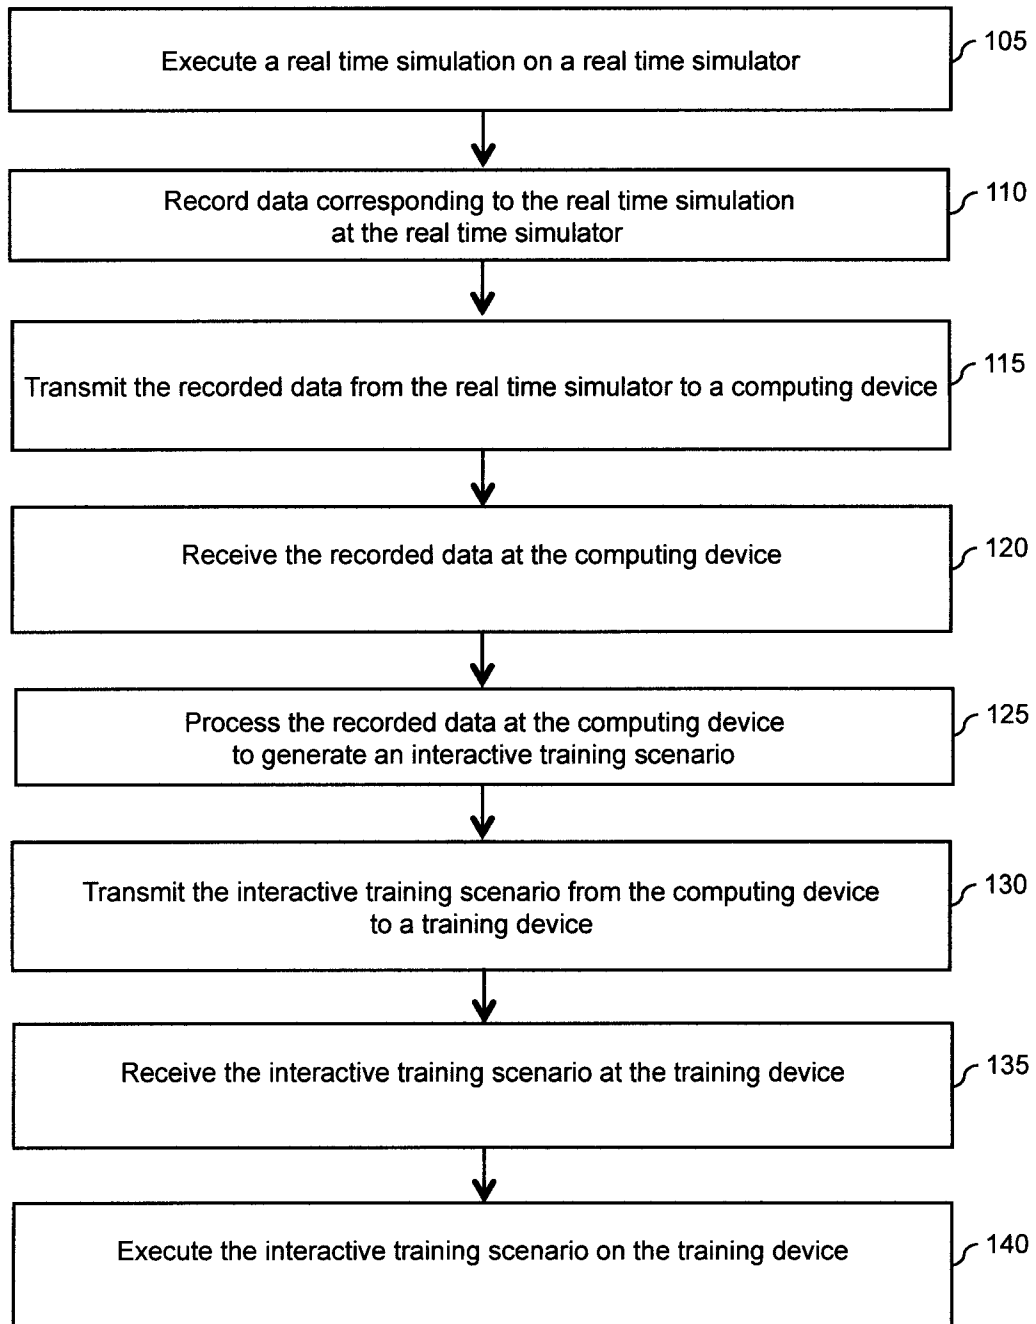 Execute a real time simulation on a real time simulator
105
Record data corresponding to the real time simulation
at the real time simulator
110
Transmit the recorded data from the real time simulator to a computing device
115
Receive the recorded data at the computing device
120
Process the recorded data at the computing device
to generate an interactive training scenario
125
Transmit the interactive training scenario from the computing device
to a training device
130
Receive the interactive training scenario at the training device
135
Execute the interactive training scenario on the training device
140